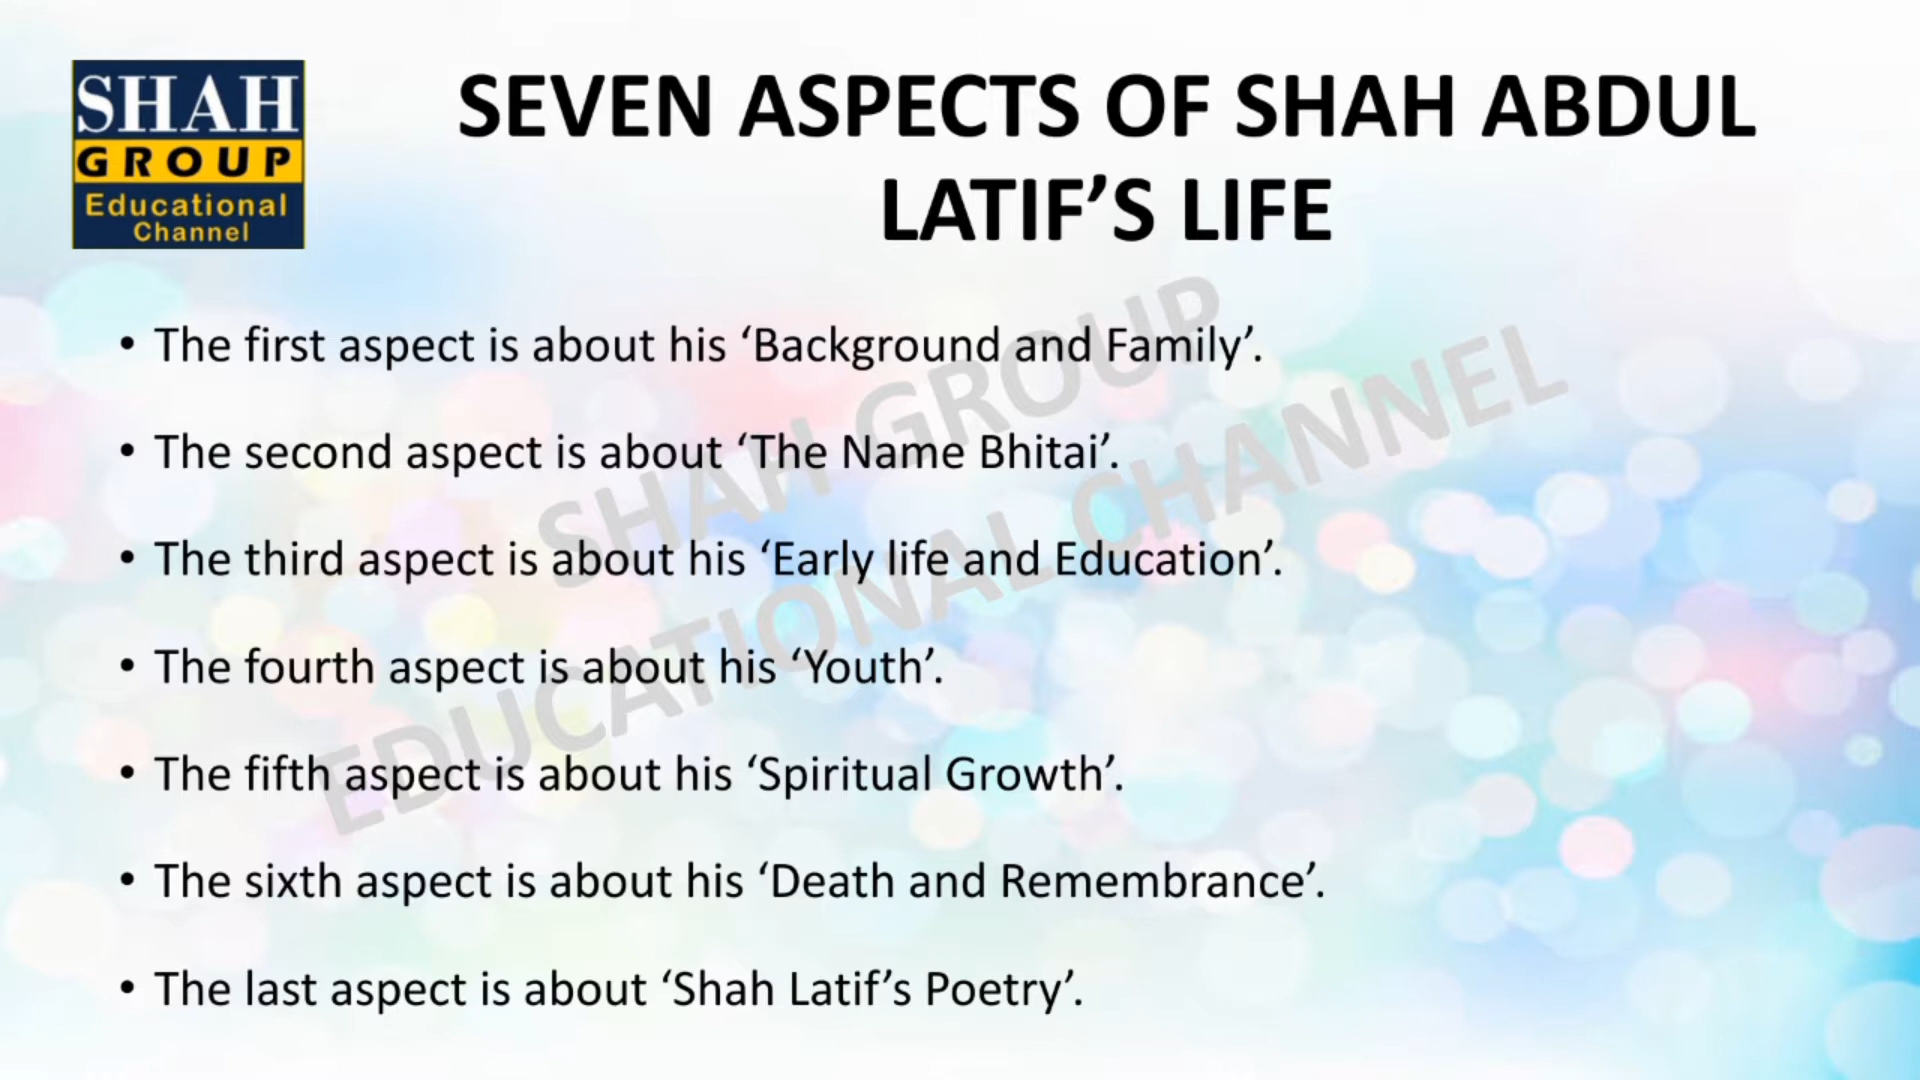 SHAH
GROUP
Educational
Channel
SEVEN ASPECTS OF SHAH ABDUL
LATIF’S LIFE
• The first aspect is about his ‘Background and Family’.
• The second aspect is about ‘The Name Bhitai’.
• The third aspect is about his ‘Early life and Education’.
• The fourth aspect is about his ‘Youth’.
• The fifth aspect is about his ‘Spiritual Growth’.
• The sixth aspect is about his ‘Death and Remembrance’.
• The last aspect is about ‘Shah Latif’s Poetry’.
SHAH GROUP
EDUCATIONAL CHANNEL